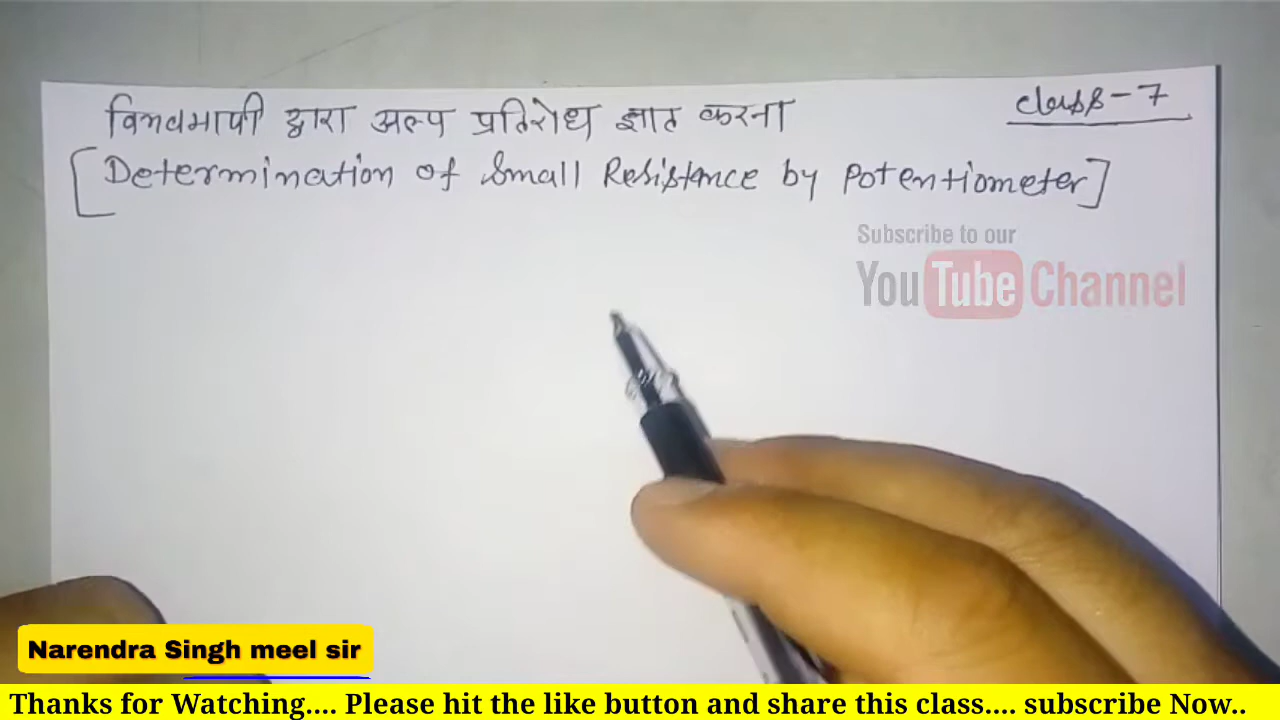 विभवमापी द्वारा अल्प प्रतिरोध ज्ञात करना
class-7
[Determination of Small Resistance by Potentiometer]
Subscribe to our
YouTube Channel
Narendra Singh meel sir
Thanks for Watching.... Please hit the like button and share this class.... subscribe Now..